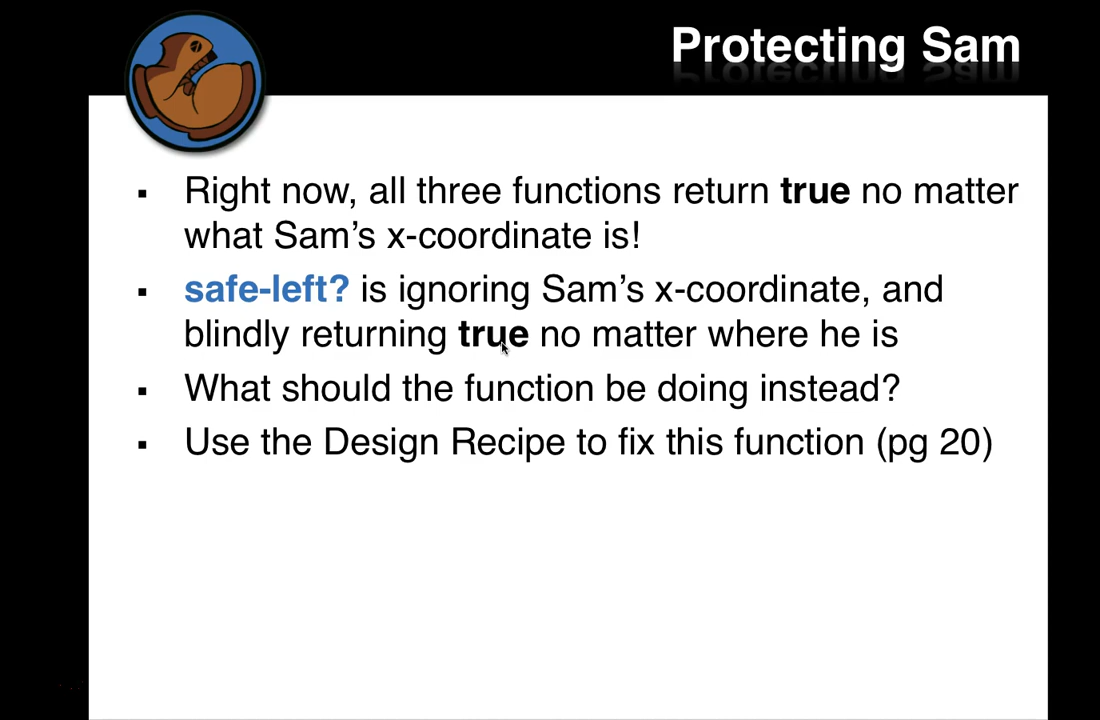 Protecting Sam
▪ Right now, all three functions return true no matter
what Sam’s x-coordinate is!
▪ safe-left? is ignoring Sam’s x-coordinate, and
blindly returning true no matter where he is
▪ What should the function be doing instead?
▪ Use the Design Recipe to fix this function (pg 20)